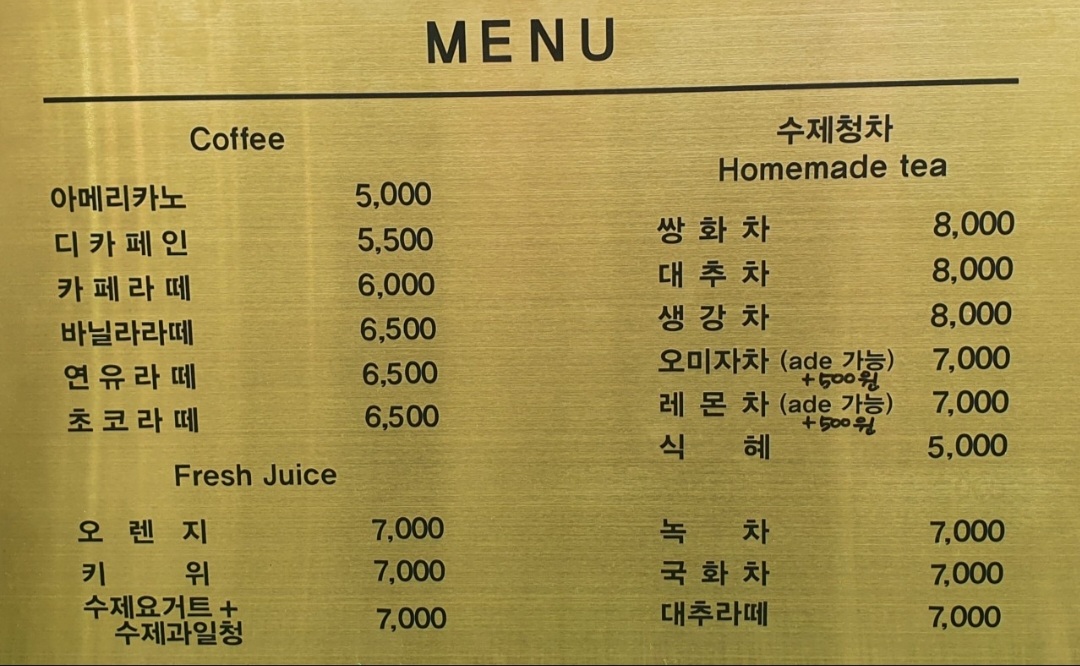 MENU
Coffee
아메리카노 5,000
디카페인 5,500
카페라떼 6,000
바닐라라떼 6,500
연유라떼 6,500
초코라떼 6,500
Fresh Juice
오렌지 7,000
키위 7,000
수제요거트+
수제과일청 7,000
수제청차
Homemade tea
쌍화차 8,000
대추차 8,000
생강차 8,000
오미자차 (ade 가능) 7,000
+500원
레몬차 (ade 가능) 7,000
+500원
식혜 5,000
녹차 7,000
국화차 7,000
대추라떼 7,000